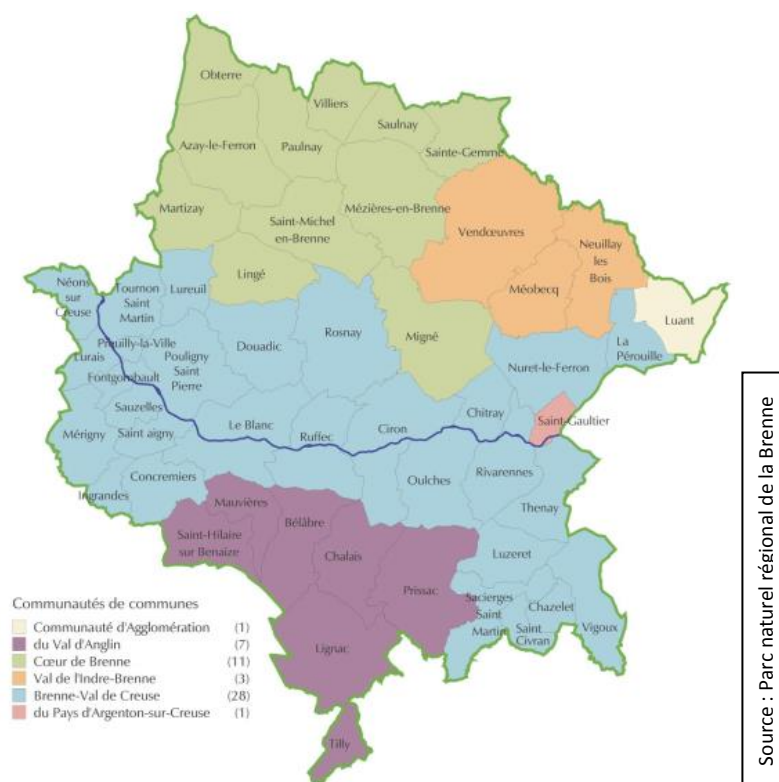 Obterre
Villiers
Saulnay
Azay-le-Ferron
Paulnay
Sainte-Gemme
Martizay
Mézières-en-Brenne
Saint-Michel
en-Brenne
Vendœuvres
Neuillay
les
Bois
Lingé
Méobecq
Néons
sur
Creuse
Tournon
Saint
Martin
Lureuil
Rosnay
Migné
Luant
Preuilly-la-Ville
Douadic
La
Pérouille
Lurais
Pouligny
Saint
Pierre
Nuret-le-Ferron
Fontgombault
Sauzelles
Mérigny
Saint aigny
Le Blanc
Ruffec
Ciron
Chitray
Saint-Gaultier
Ingrandes
Concremiers
Oulches
Rivarennes
Thenay
Mauvières
Bélâbre
Saint-Hilaire
sur Benaize
Chalais
Prissac
Luzeret
Sacierges
Saint
Martin
Chazelet
Saint
Civran
Vigoux
Lignac
Tilly
Communautés de communes
Communauté d'Agglomération (1)
du Val d'Anglin (7)
Cœur de Brenne (11)
Val de l'Indre-Brenne (3)
Brenne-Val de Creuse (28)
du Pays d'Argenton-sur-Creuse (1)
Source : Parc naturel régional de la Brenne